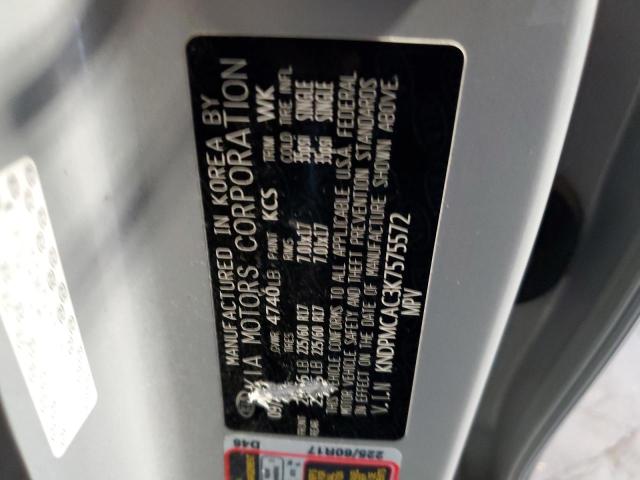 MANUFACTURED IN KOREA BY
KIA MOTORS CORPORATION
GVWR 4740LB PLANT KCS TRIM WK
TIRES RIMS COLD TIRE INFL
LB 225/60 R17 7.0Jx17 35psi SINGLE
LB 225/60 R17 7.0Jx17 35psi SINGLE
THIS VEHICLE CONFORMS TO ALL APPLICABLE U.S.A. FEDERAL
MOTOR VEHICLE SAFETY AND THEFT PREVENTION STANDARDS
IN EFFECT ON THE DATE OF MANUFACTURE SHOWN ABOVE.
V.I.N KNDPMCAC3K7575572
MPV
225/60R17
D46